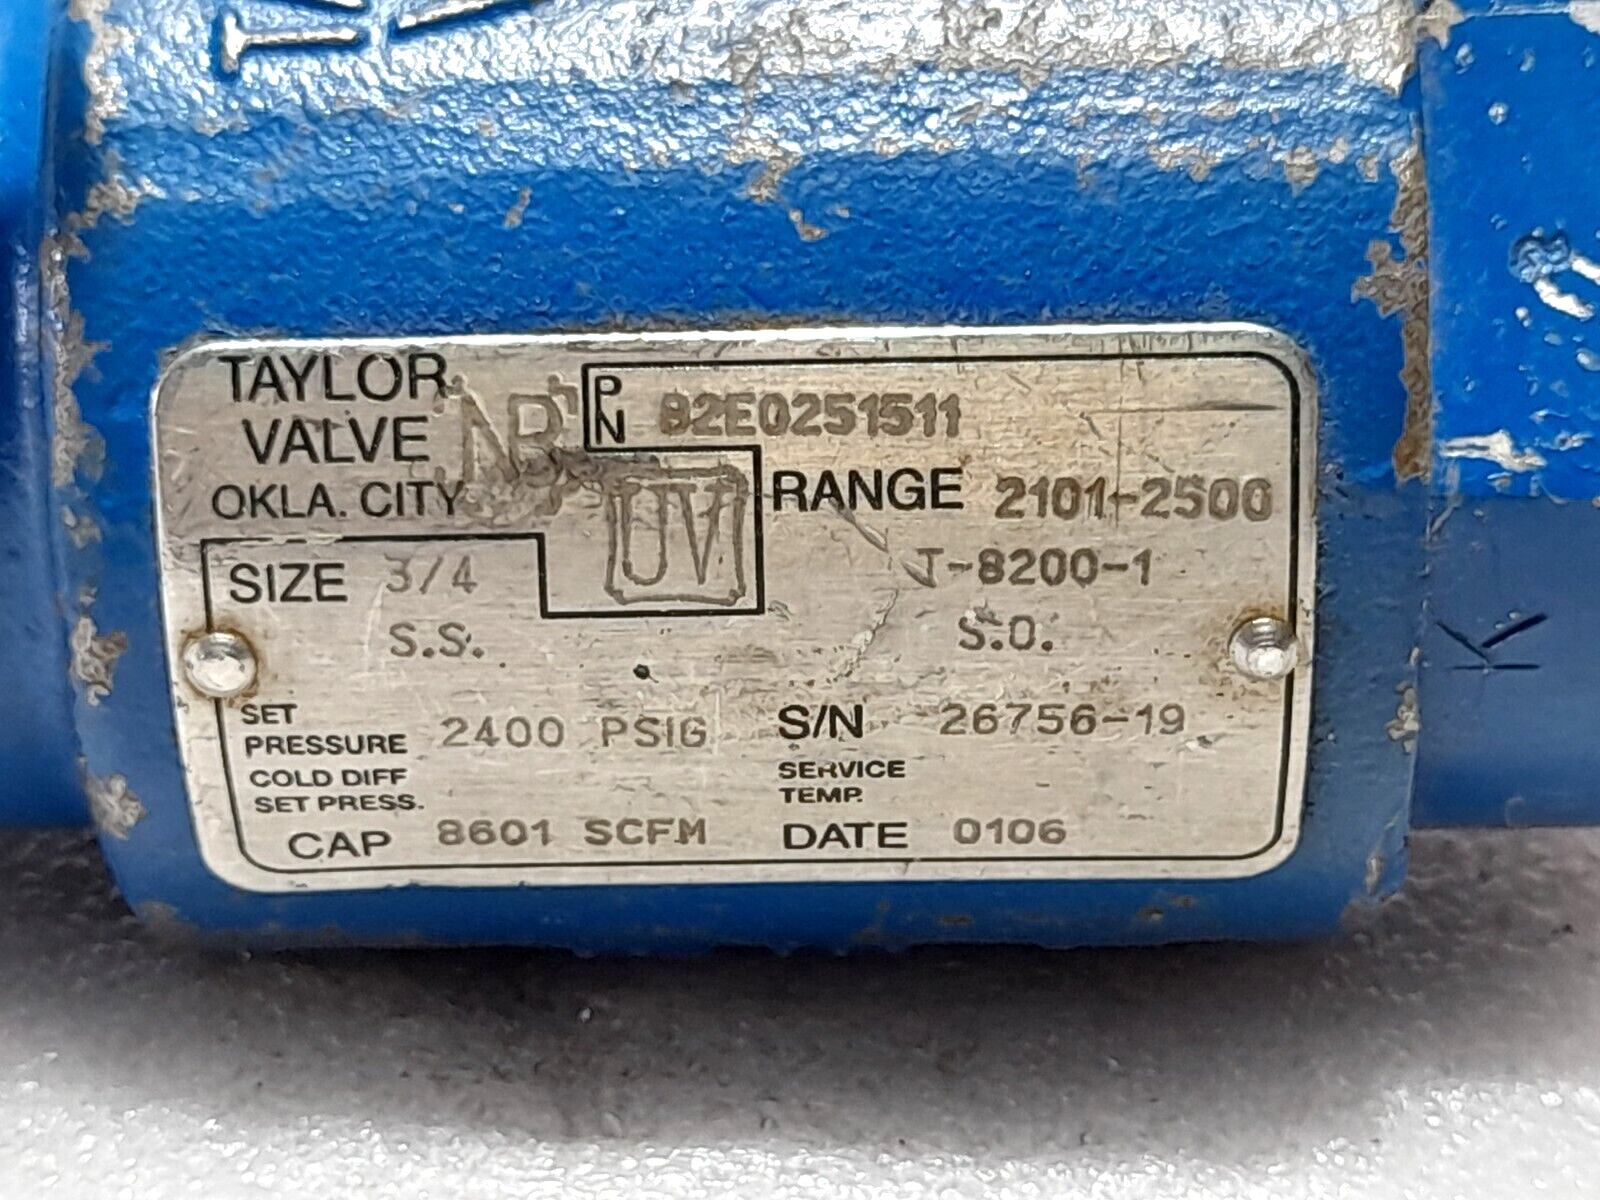 TAYLOR
VALVE
OKLA. CITY
NB
P
N 82E0251511
UV
RANGE 2101-2500
SIZE 3/4
T-8200-1
S.S.
S.O.
SET
PRESSURE 2400 PSIG
S/N 26756-19
COLD DIFF
SET PRESS.
SERVICE
TEMP.
CAP 8601 SCFM
DATE 0106
K